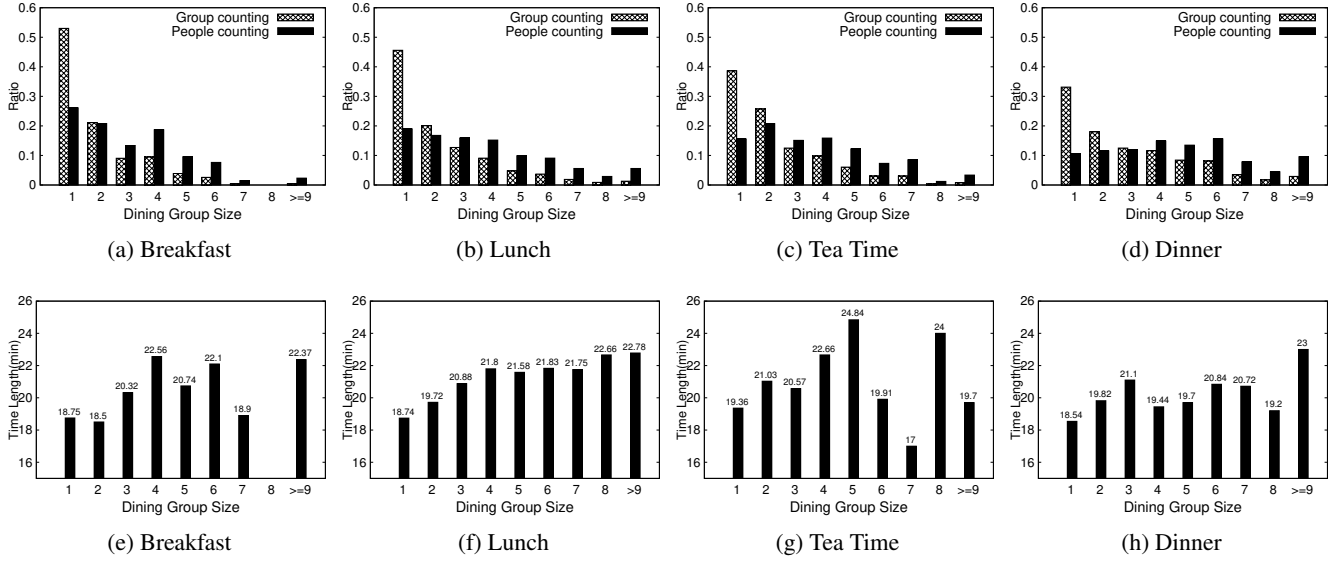 Group counting
People counting
Ratio
0.6
0.5
0.4
0.3
0.2
0.1
0
1 2 3 4 5 6 7 8 >=9
Dining Group Size
(a) Breakfast
Group counting
People counting
Ratio
0.6
0.5
0.4
0.3
0.2
0.1
0
1 2 3 4 5 6 7 8 >=9
Dining Group Size
(b) Lunch
Group counting
People counting
Ratio
0.6
0.5
0.4
0.3
0.2
0.1
0
1 2 3 4 5 6 7 8 >=9
Dining Group Size
(c) Tea Time
Group counting
People counting
Ratio
0.6
0.5
0.4
0.3
0.2
0.1
0
1 2 3 4 5 6 7 8 >=9
Dining Group Size
(d) Dinner
Time Length(min)
26
24
22
20
18
16
18.75 18.5 20.32 22.56 20.74 22.1 18.9 22.37
1 2 3 4 5 6 7 8 >=9
Dining Group Size
(e) Breakfast
Time Length(min)
26
24
22
20
18
16
18.74 19.72 20.88 21.8 21.58 21.83 21.75 22.66 22.78
1 2 3 4 5 6 7 8 >9
Dining Group Size
(f) Lunch
Time Length(min)
26
24
22
20
18
16
19.36 21.03 20.57 22.66 24.84 19.91 17 24 19.7
1 2 3 4 5 6 7 8 >=9
Dining Group Size
(g) Tea Time
Time Length(min)
26
24
22
20
18
16
18.54 19.82 21.1 19.44 19.7 20.84 20.72 19.2 23
1 2 3 4 5 6 7 8 >=9
Dining Group Size
(h) Dinner